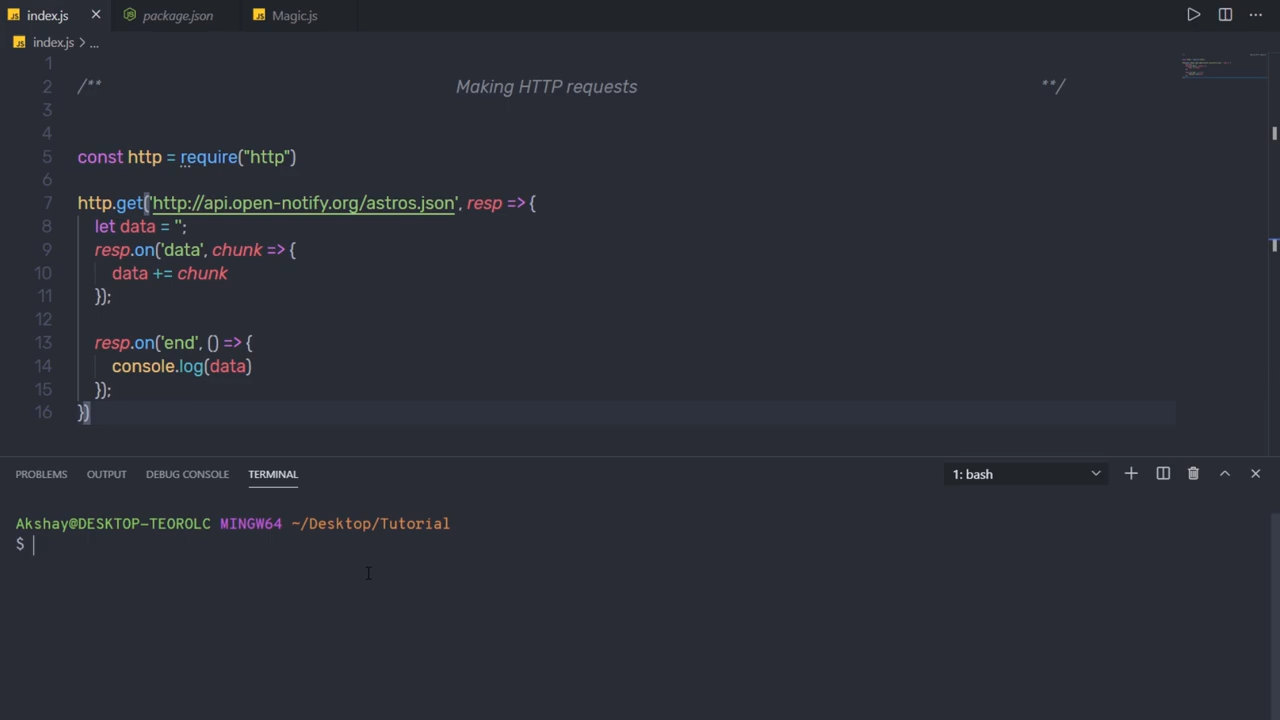 index.js package.json Magic.js
index.js > ...
1
2 /** Making HTTP requests **/
3
4
5 const http = require("http")
6
7 http.get('http://api.open-notify.org/astros.json', resp => {
8 let data = '';
9 resp.on('data', chunk => {
10 data += chunk
11 });
12
13 resp.on('end', () => {
14 console.log(data)
15 });
16 })
PROBLEMS OUTPUT DEBUG CONSOLE TERMINAL 1: bash
Akshay@DESKTOP-TEOROLC MINGW64 ~/Desktop/Tutorial
$